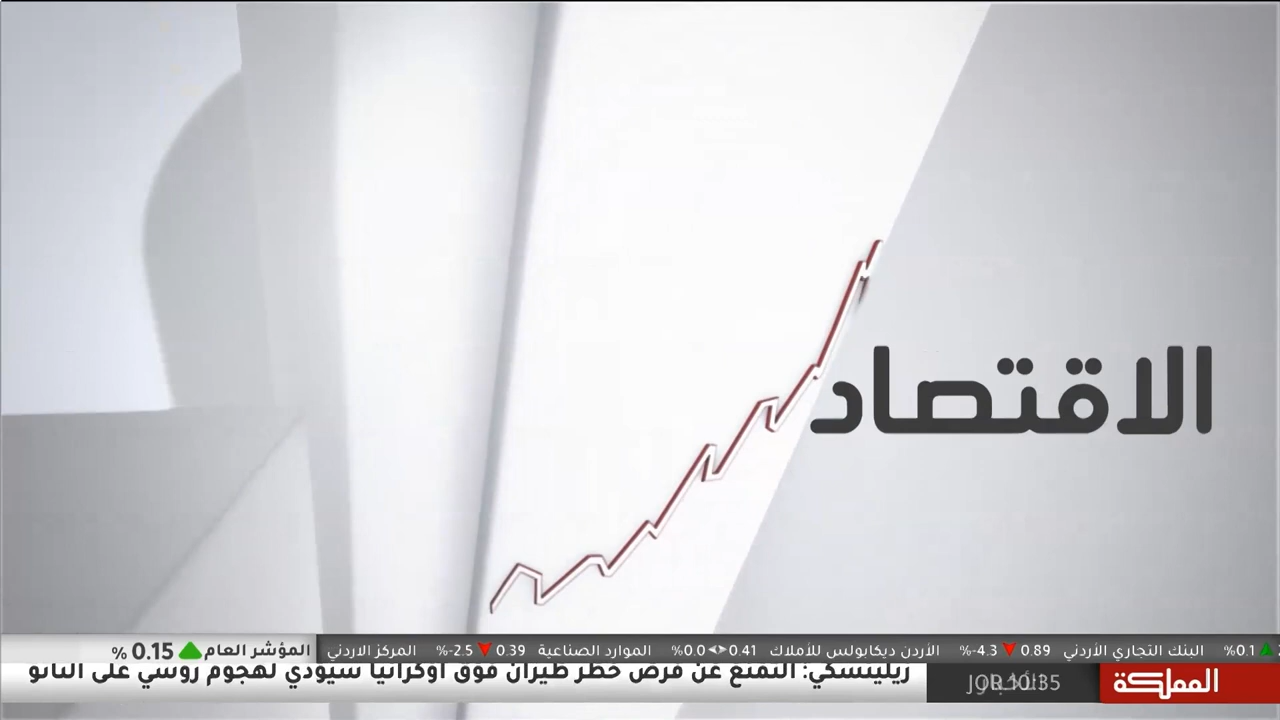 الاقتصاد
%0.1 البنك التجاري الأردني 0.89 %-4.3 الأردن ديكابولس للأملاك 0.41 %0.0 الموارد الصناعية 0.39 %-2.5 المركز الاردني
المؤشر العام 0.15 %
المملكة
JOR 10:35
زيلينسكي: التمنع عن فرض حظر طيران فوق أوكرانيا سيؤدي لهجوم روسي على الناتو